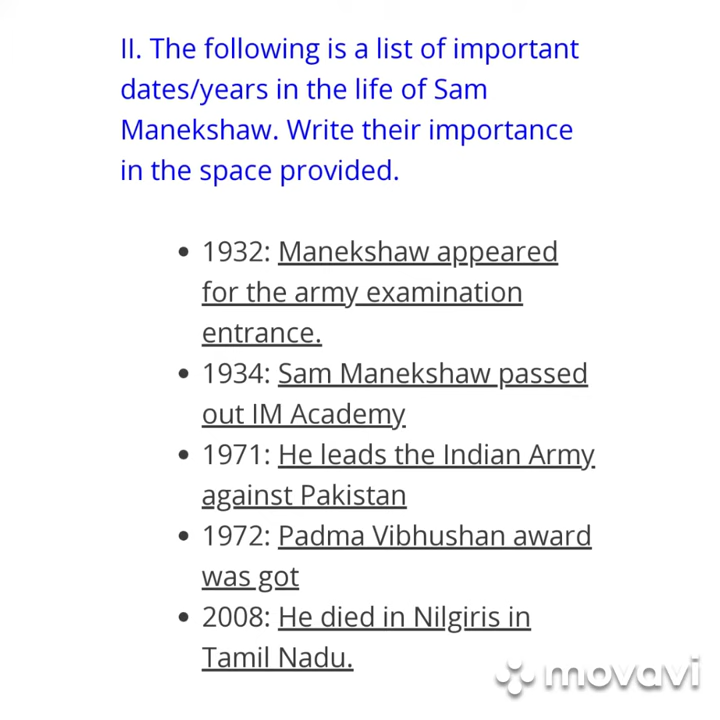 II. The following is a list of important
dates/years in the life of Sam
Manekshaw. Write their importance
in the space provided.
• 1932: Manekshaw appeared
for the army examination
entrance.
• 1934: Sam Manekshaw passed
out IM Academy
• 1971: He leads the Indian Army
against Pakistan
• 1972: Padma Vibhushan award
was got
• 2008: He died in Nilgiris in
Tamil Nadu.
movavi